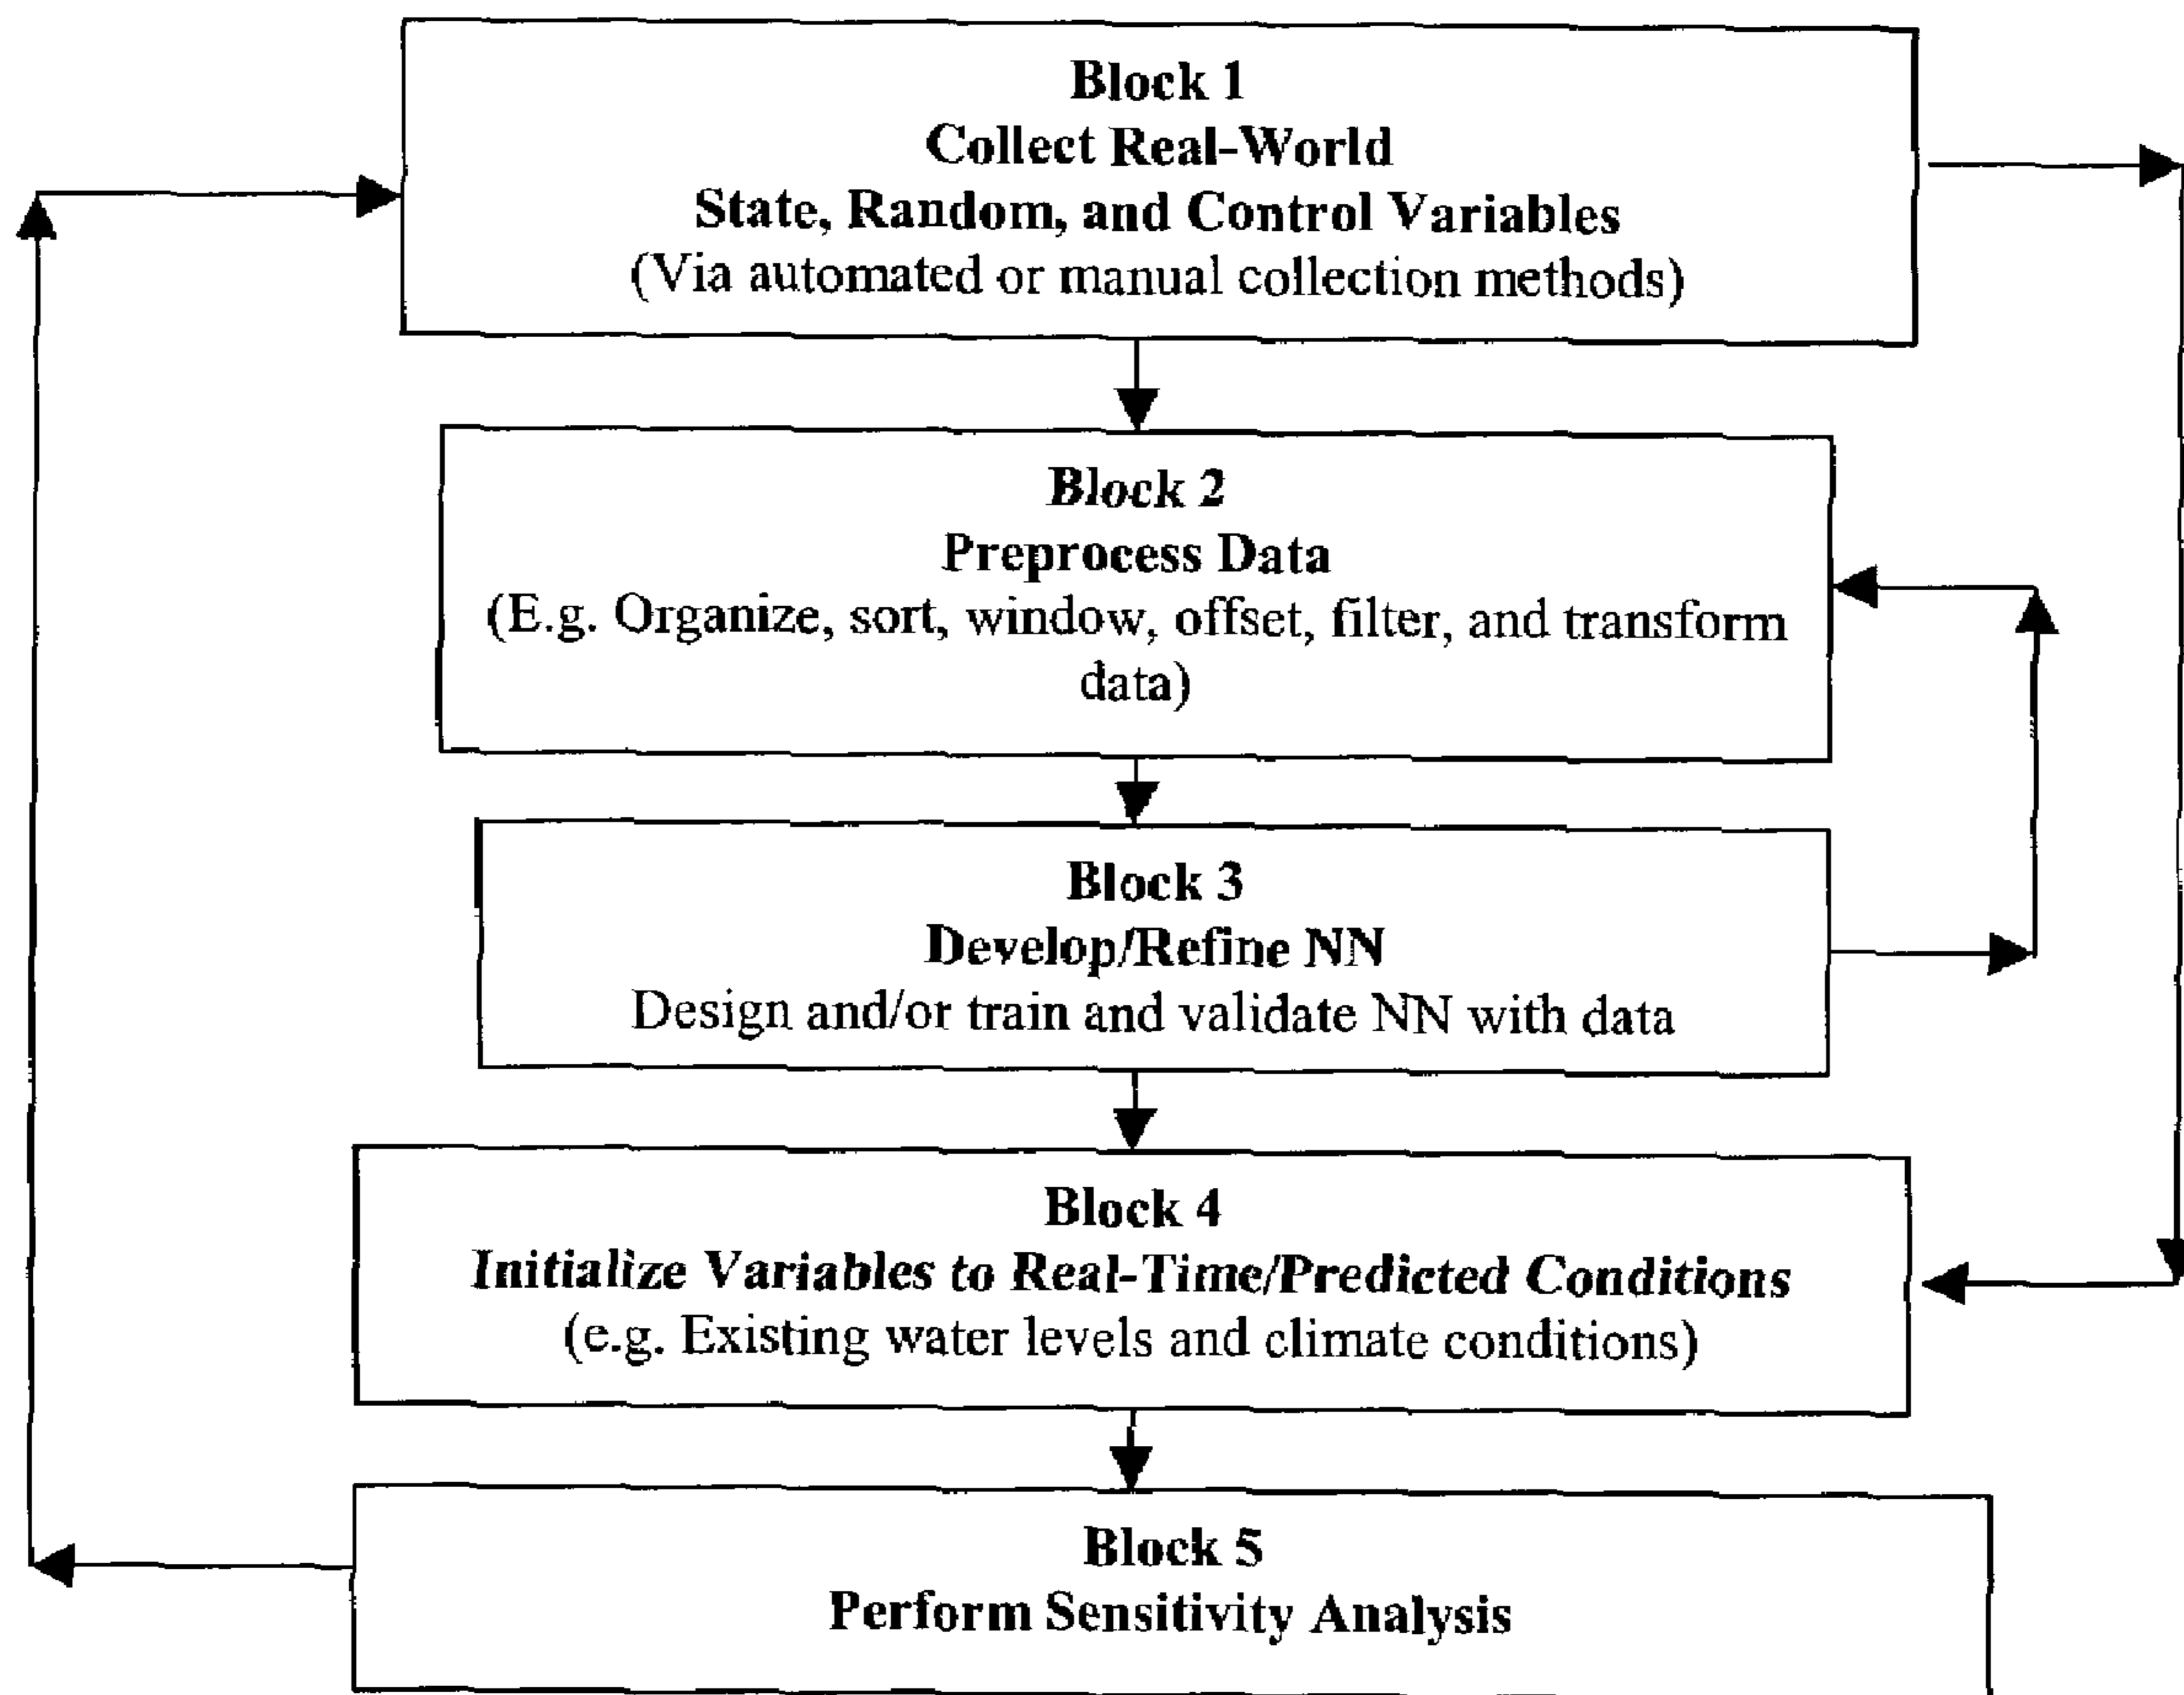 Block 1
Collect Real-World
State, Random, and Control Variables
(Via automated or manual collection methods)
Block 2
Preprocess Data
(E.g. Organize, sort, window, offset, filter, and transform
data)
Block 3
Develop/Refine NN
Design and/or train and validate NN with data
Block 4
Initialize Variables to Real-Time/Predicted Conditions
(e.g. Existing water levels and climate conditions)
Block 5
Perform Sensitivity Analysis